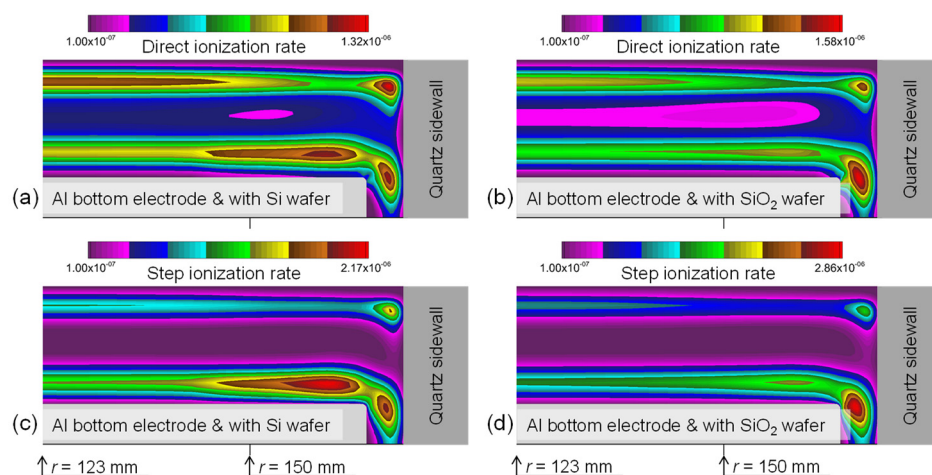 1.00x10⁻⁰⁷ 1.32x10⁻⁰⁶ 1.00x10⁻⁰⁷ 1.58x10⁻⁰⁶
Direct ionization rate Direct ionization rate
Quartz sidewall Quartz sidewall
(a) Al bottom electrode & with Si wafer (b) Al bottom electrode & with SiO₂ wafer
1.00x10⁻⁰⁷ 2.17x10⁻⁰⁶ 1.00x10⁻⁰⁷ 2.86x10⁻⁰⁶
Step ionization rate Step ionization rate
Quartz sidewall Quartz sidewall
(c) Al bottom electrode & with Si wafer (d) Al bottom electrode & with SiO₂ wafer
r = 123 mm r = 150 mm r = 123 mm r = 150 mm